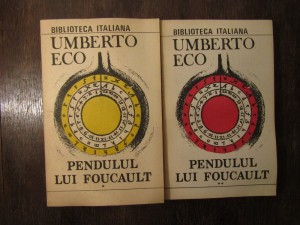 BIBLIOTECA ITALIANA
UMBERTO
ECO
PENDULUL
LUI FOUCAULT
*
BIBLIOTECA ITALIANA
UMBERTO
ECO
PENDULUL
LUI FOUCAULT
**